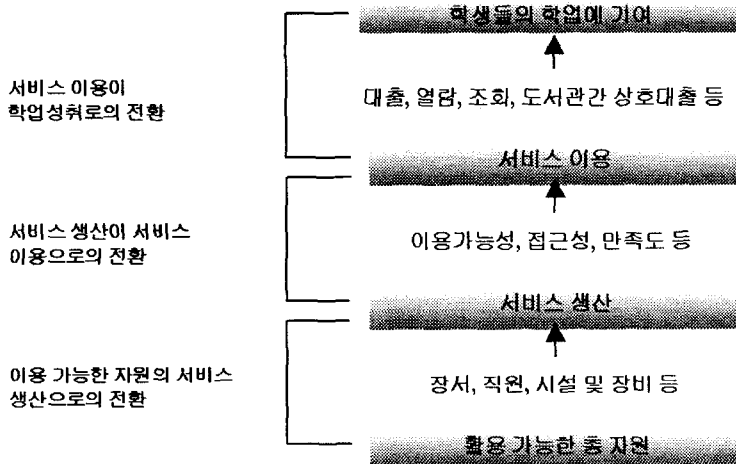 학생들의 학업에 기여
서비스 이용이
학업성취로의 전환
대출, 열람, 조회, 도서관간 상호대출 등
서비스 이용
서비스 생산이 서비스
이용으로의 전환
이용가능성, 접근성, 만족도 등
서비스 생산
이용 가능한 자원의 서비스
생산으로의 전환
장서, 직원, 시설 및 장비 등
활용 가능한 총 자원